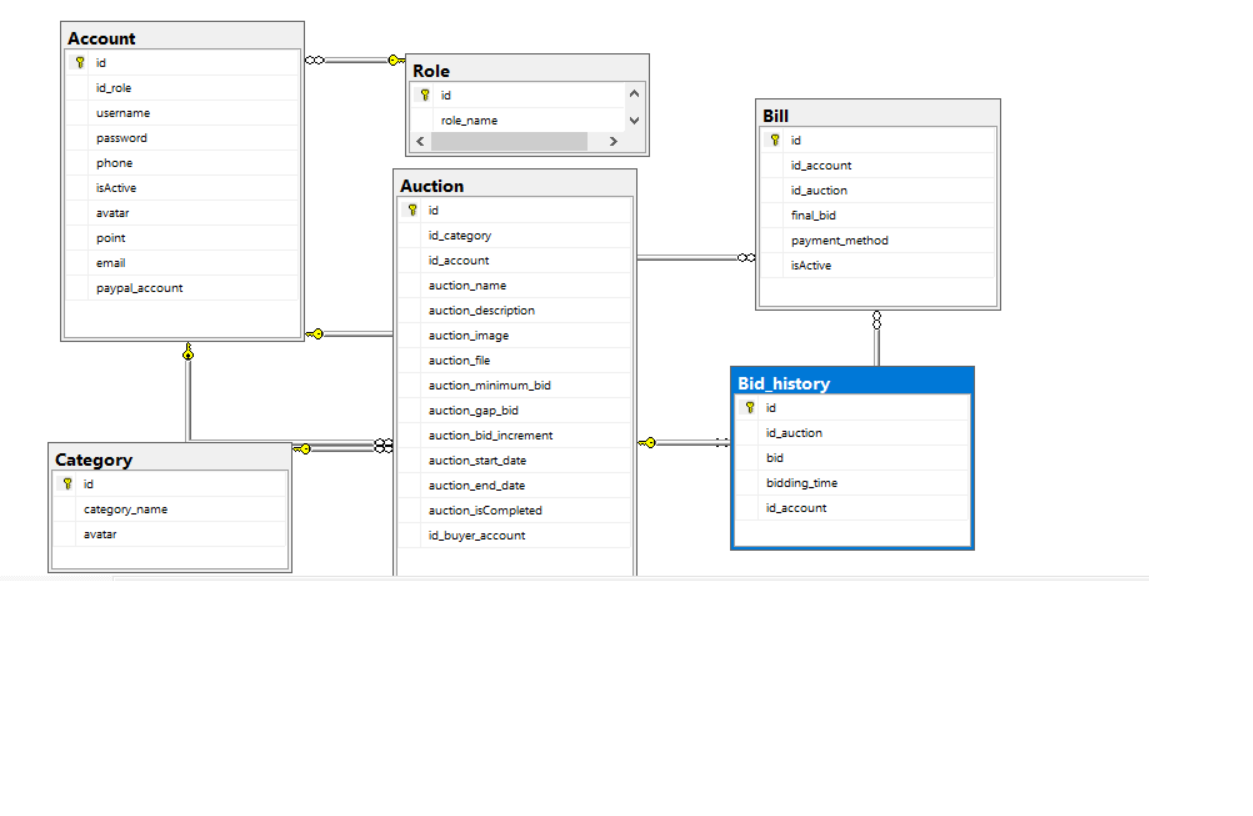 Account
id
id_role
username
password
phone
isActive
avatar
point
email
paypal_account
Role
id
role_name
Auction
id
id_category
id_account
auction_name
auction_description
auction_image
auction_file
auction_minimum_bid
auction_gap_bid
auction_bid_increment
auction_start_date
auction_end_date
auction_isCompleted
id_buyer_account
Bill
id
id_account
id_auction
final_bid
payment_method
isActive
Category
id
category_name
avatar
Bid_history
id
id_auction
bid
bidding_time
id_account